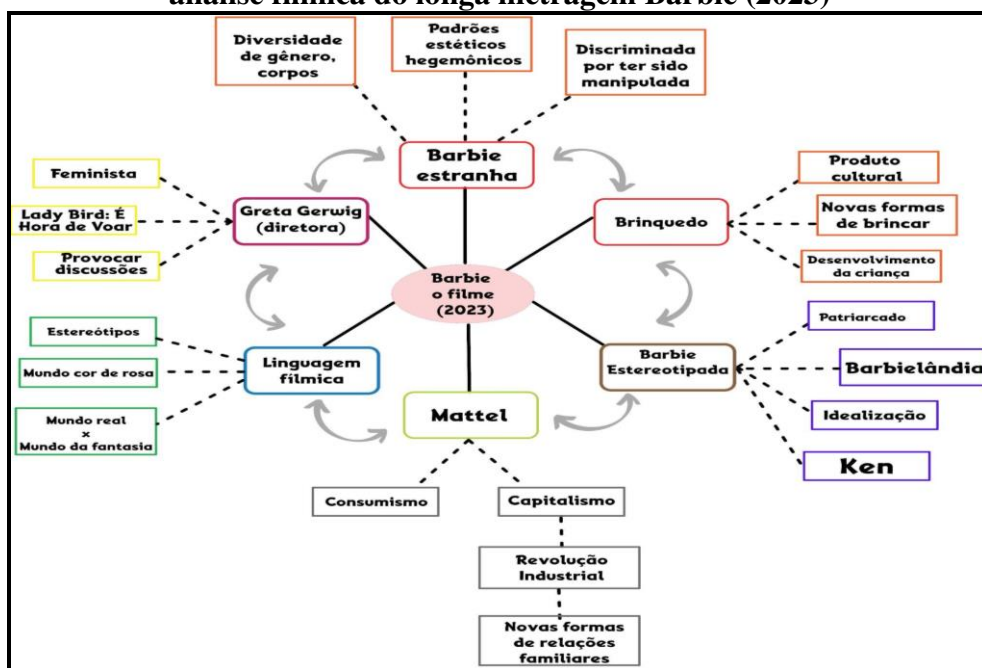 análise fílmica do longa metragem Barbie (2023)
Diversidade
de gênero,
corpos
Padrões
estéticos
hegemônicos
Discriminada
por ter sido
manipulada
Barbie
estranha
Feminista
Lady Bird: É
Hora de Voar
Provocar
discussões
Greta Gerwig
(diretora)
Brinquedo
Produto
cultural
Novas formas
de brincar
Desenvolvimento
da criança
Barbie
o filme
(2023)
Estereótipos
Mundo cor de rosa
Mundo real
×
Mundo da fantasia
Linguagem
fílmica
Mattel
Barbie
Estereotipada
Patriarcado
Barbielândia
Idealização
Ken
Consumismo
Capitalismo
Revolução
Industrial
Novas formas
de relações
familiares